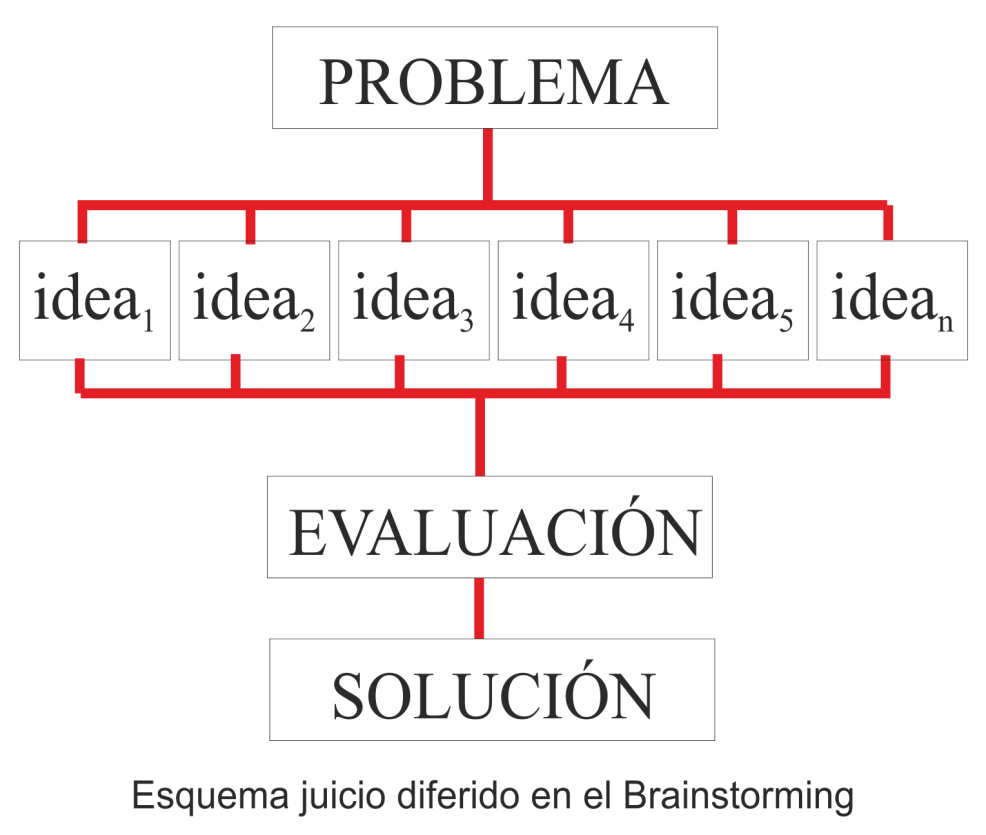 PROBLEMA
idea₁ idea₂ idea₃ idea₄ idea₅ ideaₙ
EVALUACIÓN
SOLUCIÓN
Esquema juicio diferido en el Brainstorming